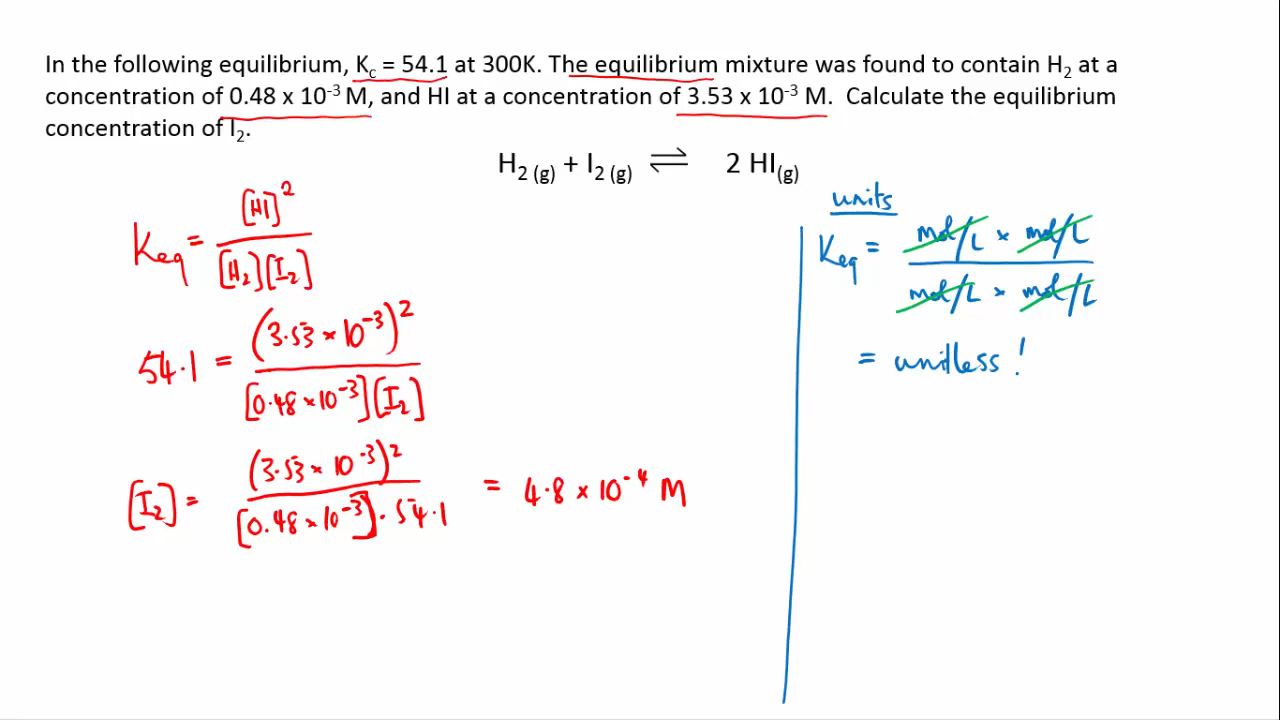 In the following equilibrium, Kc = 54.1 at 300K. The equilibrium mixture was found to contain H₂ at a
concentration of 0.48 x 10⁻³ M, and HI at a concentration of 3.53 x 10⁻³ M. Calculate the equilibrium
concentration of I₂.
H₂ (g) + I₂ (g) ⇌ 2 HI(g)
Keq = [HI]² / [H₂][I₂]
54.1 = (3.53 × 10⁻³)² / [0.48 × 10⁻³][I₂]
[I₂] = (3.53 × 10⁻³)² / [0.48 × 10⁻³] · 54.1 = 4.8 × 10⁻⁴ M
units
Keq = mol/L × mol/L / mol/L × mol/L
= unitless!